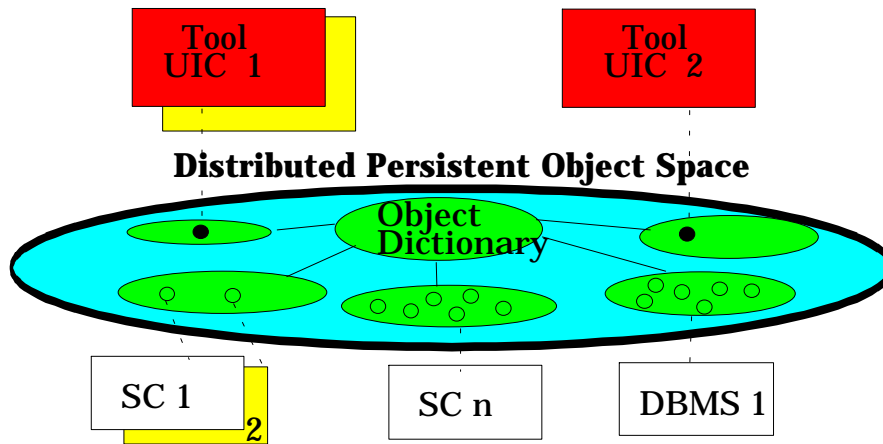 Tool
UIC 1
Tool
UIC 2
Distributed Persistent Object Space
Object
Dictionary
SC 1
2
SC n
DBMS 1